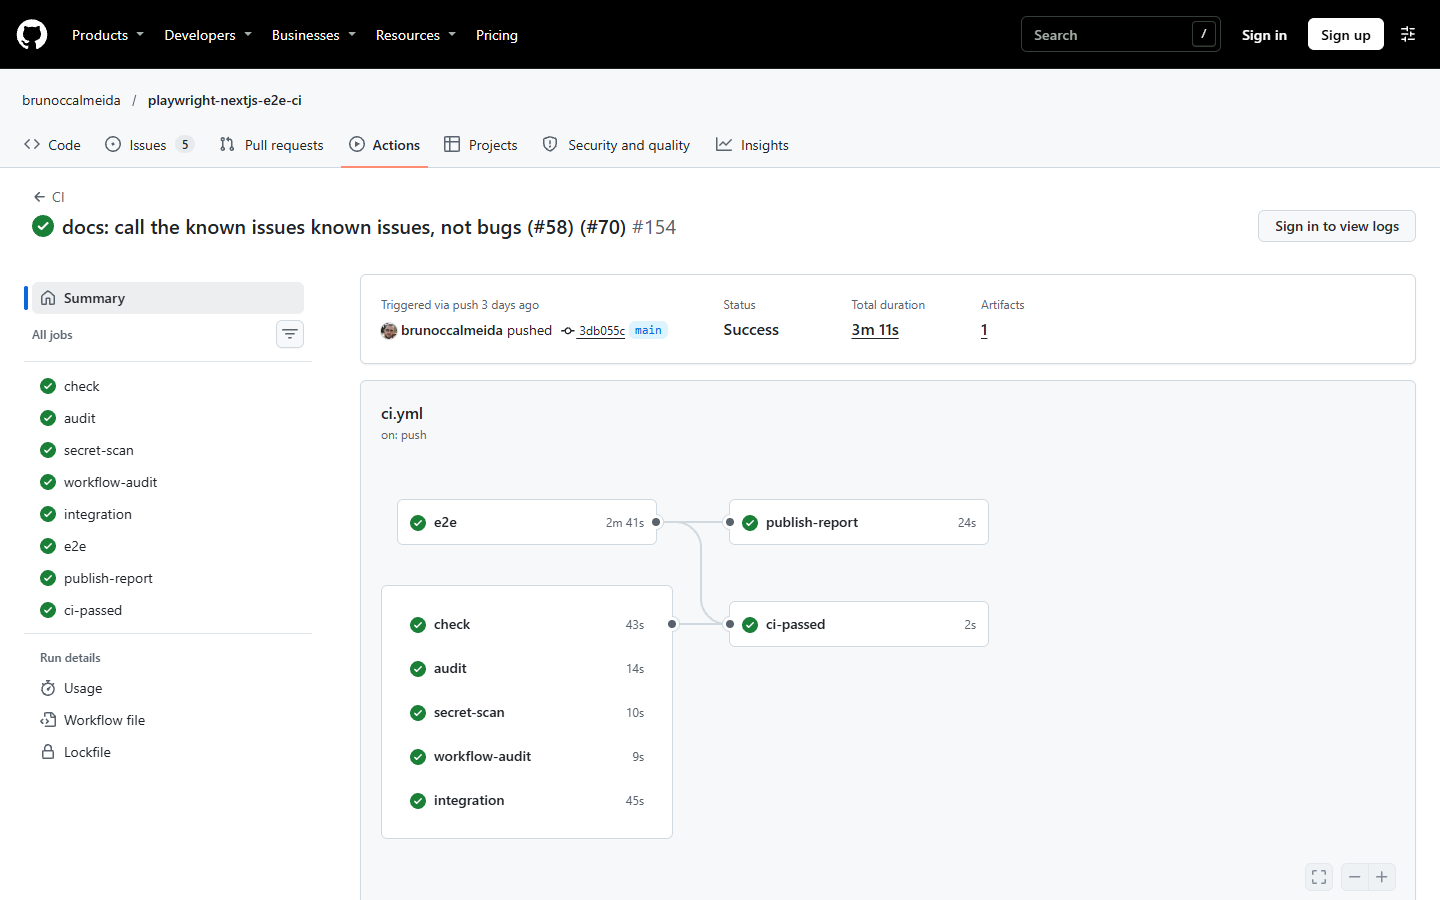 Products
Developers
Businesses
Resources
Pricing
Search
/
Sign in
Sign up
brunoccalmeida / playwright-nextjs-e2e-ci
Code
Issues 5
Pull requests
Actions
Projects
Security and quality
Insights
CI
docs: call the known issues known issues, not bugs (#58) (#70) #154
Sign in to view logs
Summary
All jobs
check
audit
secret-scan
workflow-audit
integration
e2e
publish-report
ci-passed
Run details
Usage
Workflow file
Lockfile
Triggered via push 3 days ago
brunoccalmeida pushed 3db055c main
Status
Success
Total duration
3m 11s
Artifacts
1
ci.yml
on: push
e2e 2m 41s
publish-report 24s
check 43s
audit 14s
secret-scan 10s
workflow-audit 9s
integration 45s
ci-passed 2s